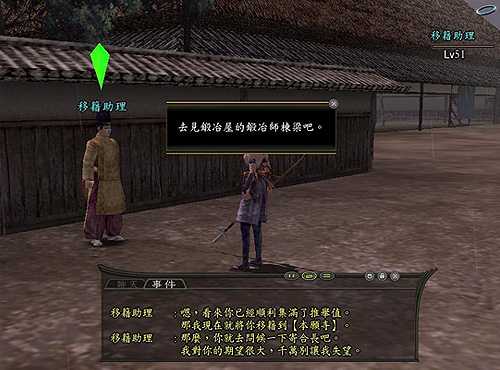 移籍助理
Lv51
移籍助理
去見鍛冶屋的鍛冶師棟梁吧。
聊天 事件
移籍助理 :嗯,看來你已經順利集滿了推舉值。
那我現在就將你移籍到【本願寺】。
移籍助理 :那麼,你就去問候一下寄合長吧。
我對你的期望很大,千萬別讓我失望。